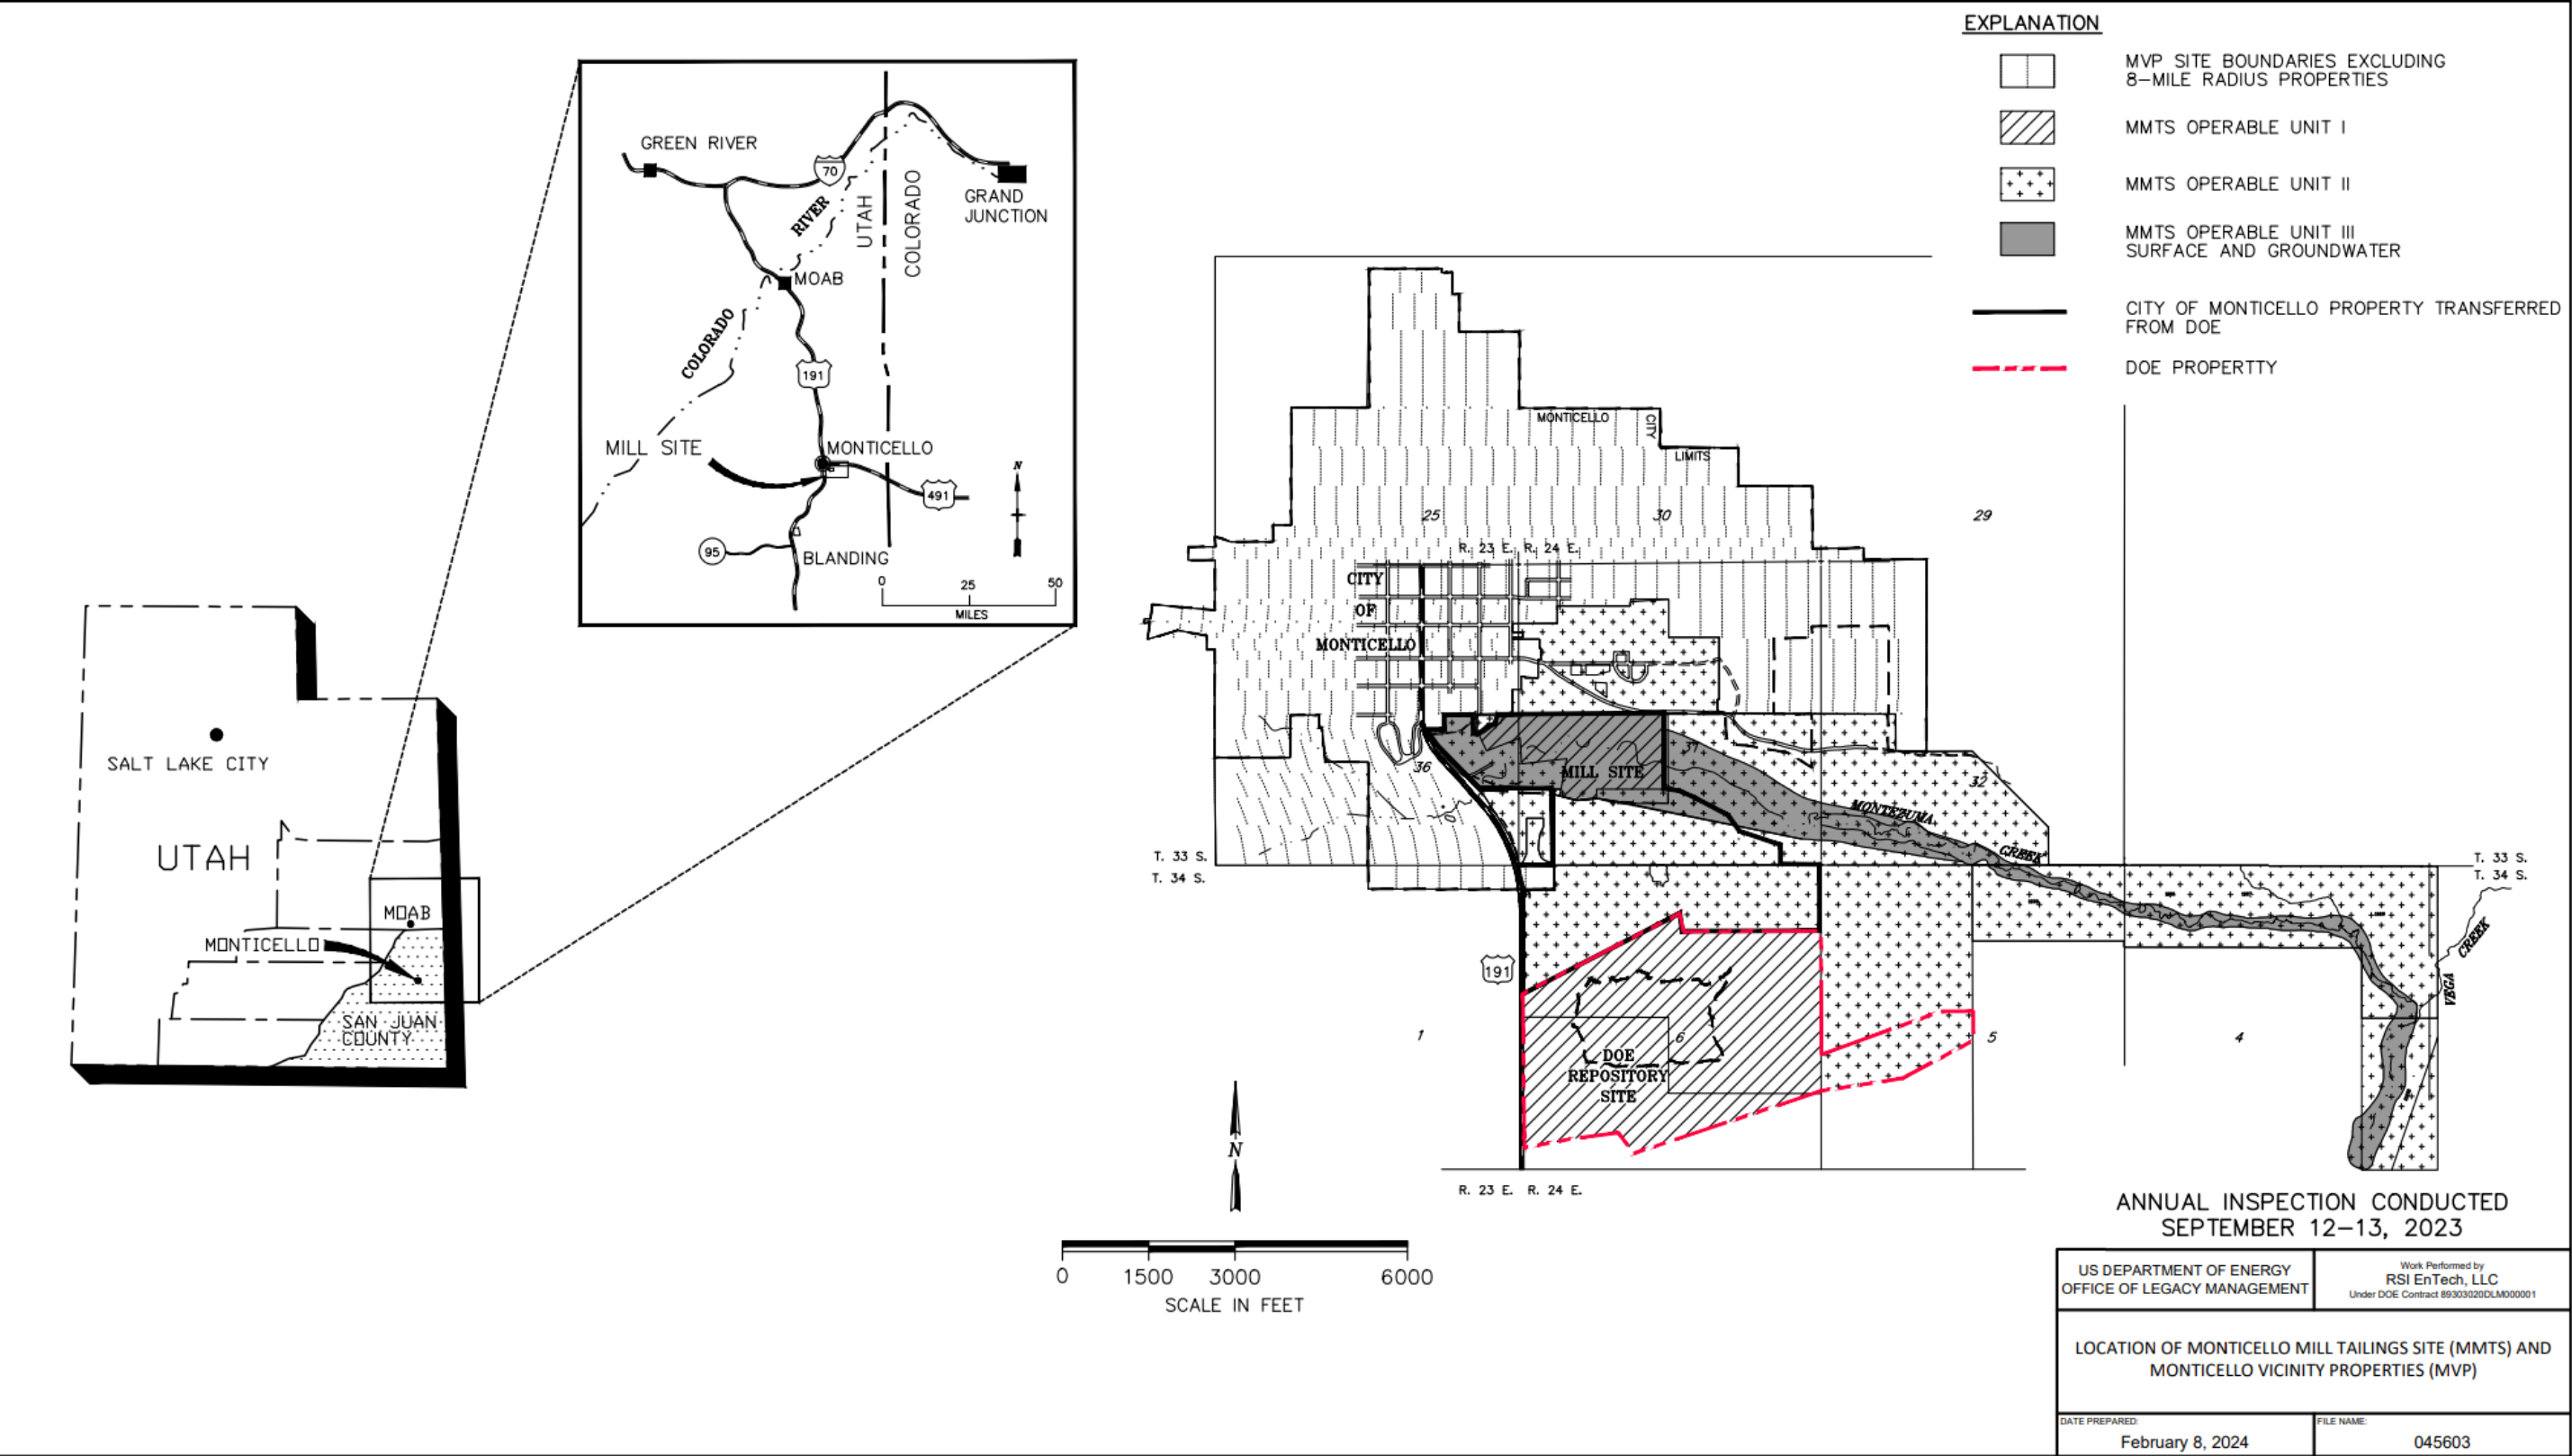 EXPLANATION
MVP SITE BOUNDARIES EXCLUDING
8-MILE RADIUS PROPERTIES
MMTS OPERABLE UNIT I
MMTS OPERABLE UNIT II
MMTS OPERABLE UNIT III
SURFACE AND GROUNDWATER
CITY OF MONTICELLO PROPERTY TRANSFERRED
FROM DOE
DOE PROPERTTY
GREEN RIVER
70
GRAND
JUNCTION
UTAH
COLORADO
RIVER
MOAB
COLORADO
191
MILL SITE
MONTICELLO
N
491
95
BLANDING
0 25 50
MILES
SALT LAKE CITY
UTAH
MOAB
MONTICELLO
SAN JUAN
COUNTY
MONTICELLO
CITY
LIMITS
25
30
29
R. 23 E. R. 24 E.
CITY
OF
MONTICELLO
31
36
MILL SITE
32
MONTEZUMA
CREEK
T. 33 S.
T. 34 S.
T. 33 S.
T. 34 S.
CREEK
VEGA
191
1
6
5
4
DOE
REPOSITORY
SITE
N
R. 23 E. R. 24 E.
0 1500 3000 6000
SCALE IN FEET
ANNUAL INSPECTION CONDUCTED
SEPTEMBER 12-13, 2023
US DEPARTMENT OF ENERGY
OFFICE OF LEGACY MANAGEMENT
Work Performed by
RSI EnTech, LLC
Under DOE Contract 89303020DLM000001
LOCATION OF MONTICELLO MILL TAILINGS SITE (MMTS) AND
MONTICELLO VICINITY PROPERTIES (MVP)
DATE PREPARED:
February 8, 2024
FILE NAME:
045603